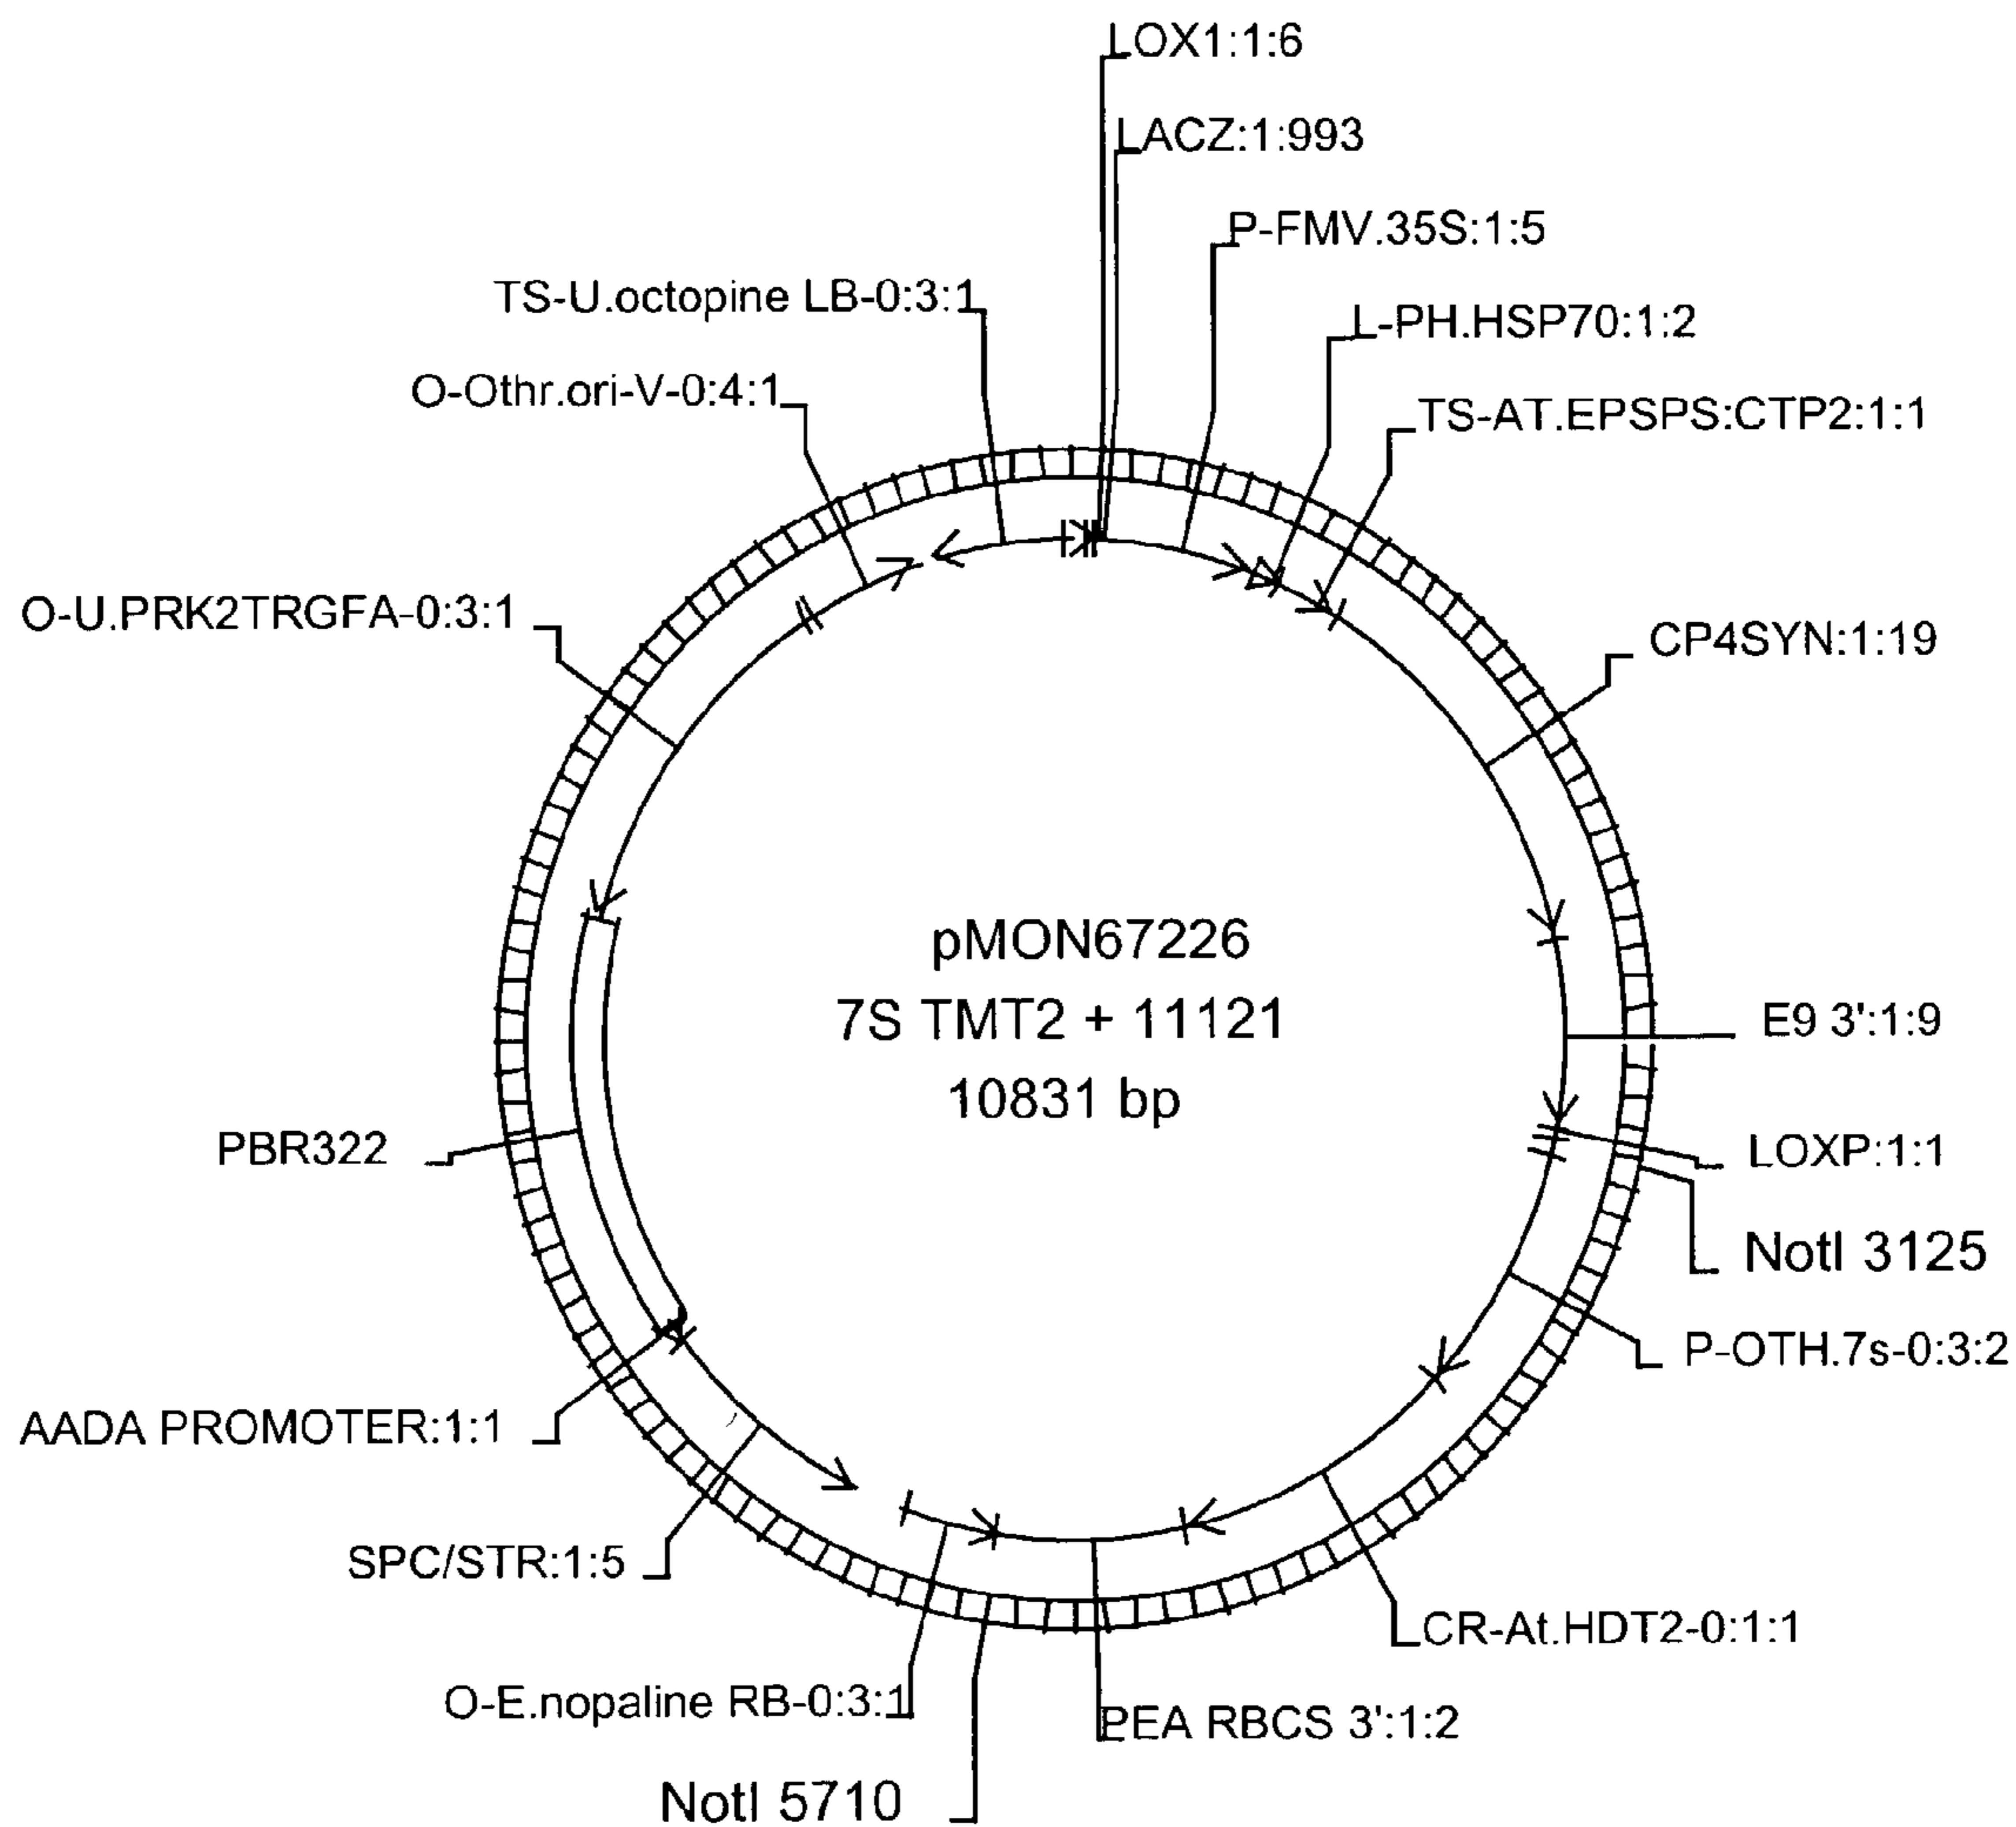 LOX1:1:6
LACZ:1:993
P-FMV.35S:1:5
TS-U.octopine LB-0:3:1
L-PH.HSP70:1:2
O-Othr.ori-V-0:4:1
TS-AT.EPSPS:CTP2:1:1
O-U.PRK2TRGFA-0:3:1
CP4SYN:1:19
pMON67226
7S TMT2 + 11121
10831 bp
E9 3':1:9
PBR322
LOXP:1:1
NotI 3125
P-OTH.7s-0:3:2
AADA PROMOTER:1:1
SPC/STR:1:5
CR-At.HDT2-0:1:1
O-E.nopaline RB-0:3:1
PEA RBCS 3':1:2
NotI 5710